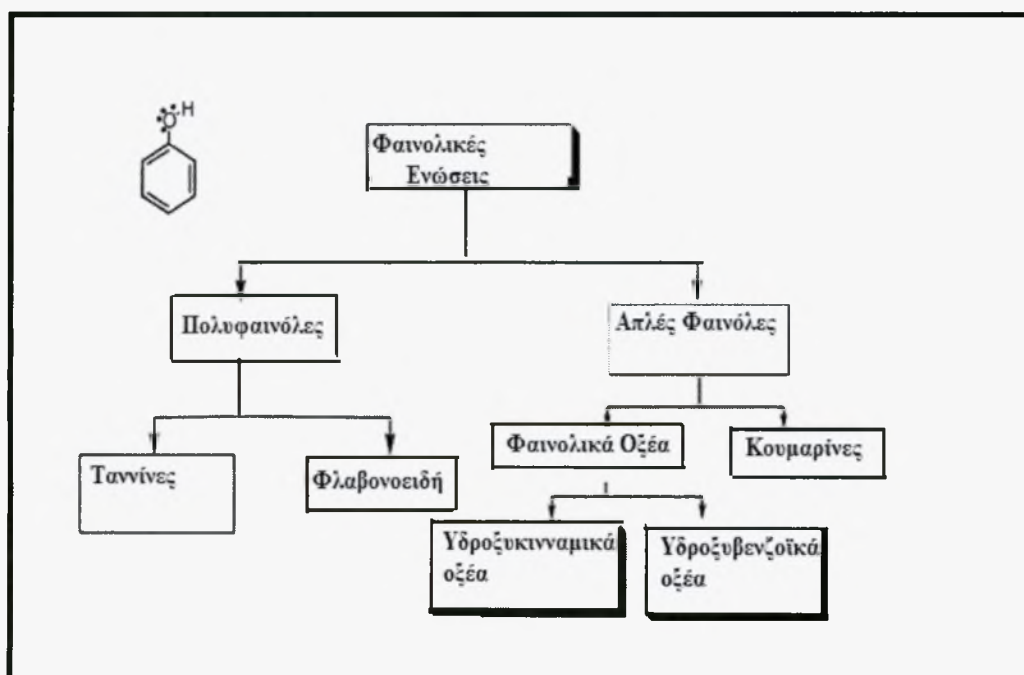 H
O
Φαινολικές
Ενώσεις
Πολυφαινόλες
Απλές Φαινόλες
Φαινολικά Οξέα
Κουμαρίνες
Ταννίνες
Φλαβονοειδή
Υδροξυκινναμικά
οξέα
Υδροξυβενζοϊκά
οξέα